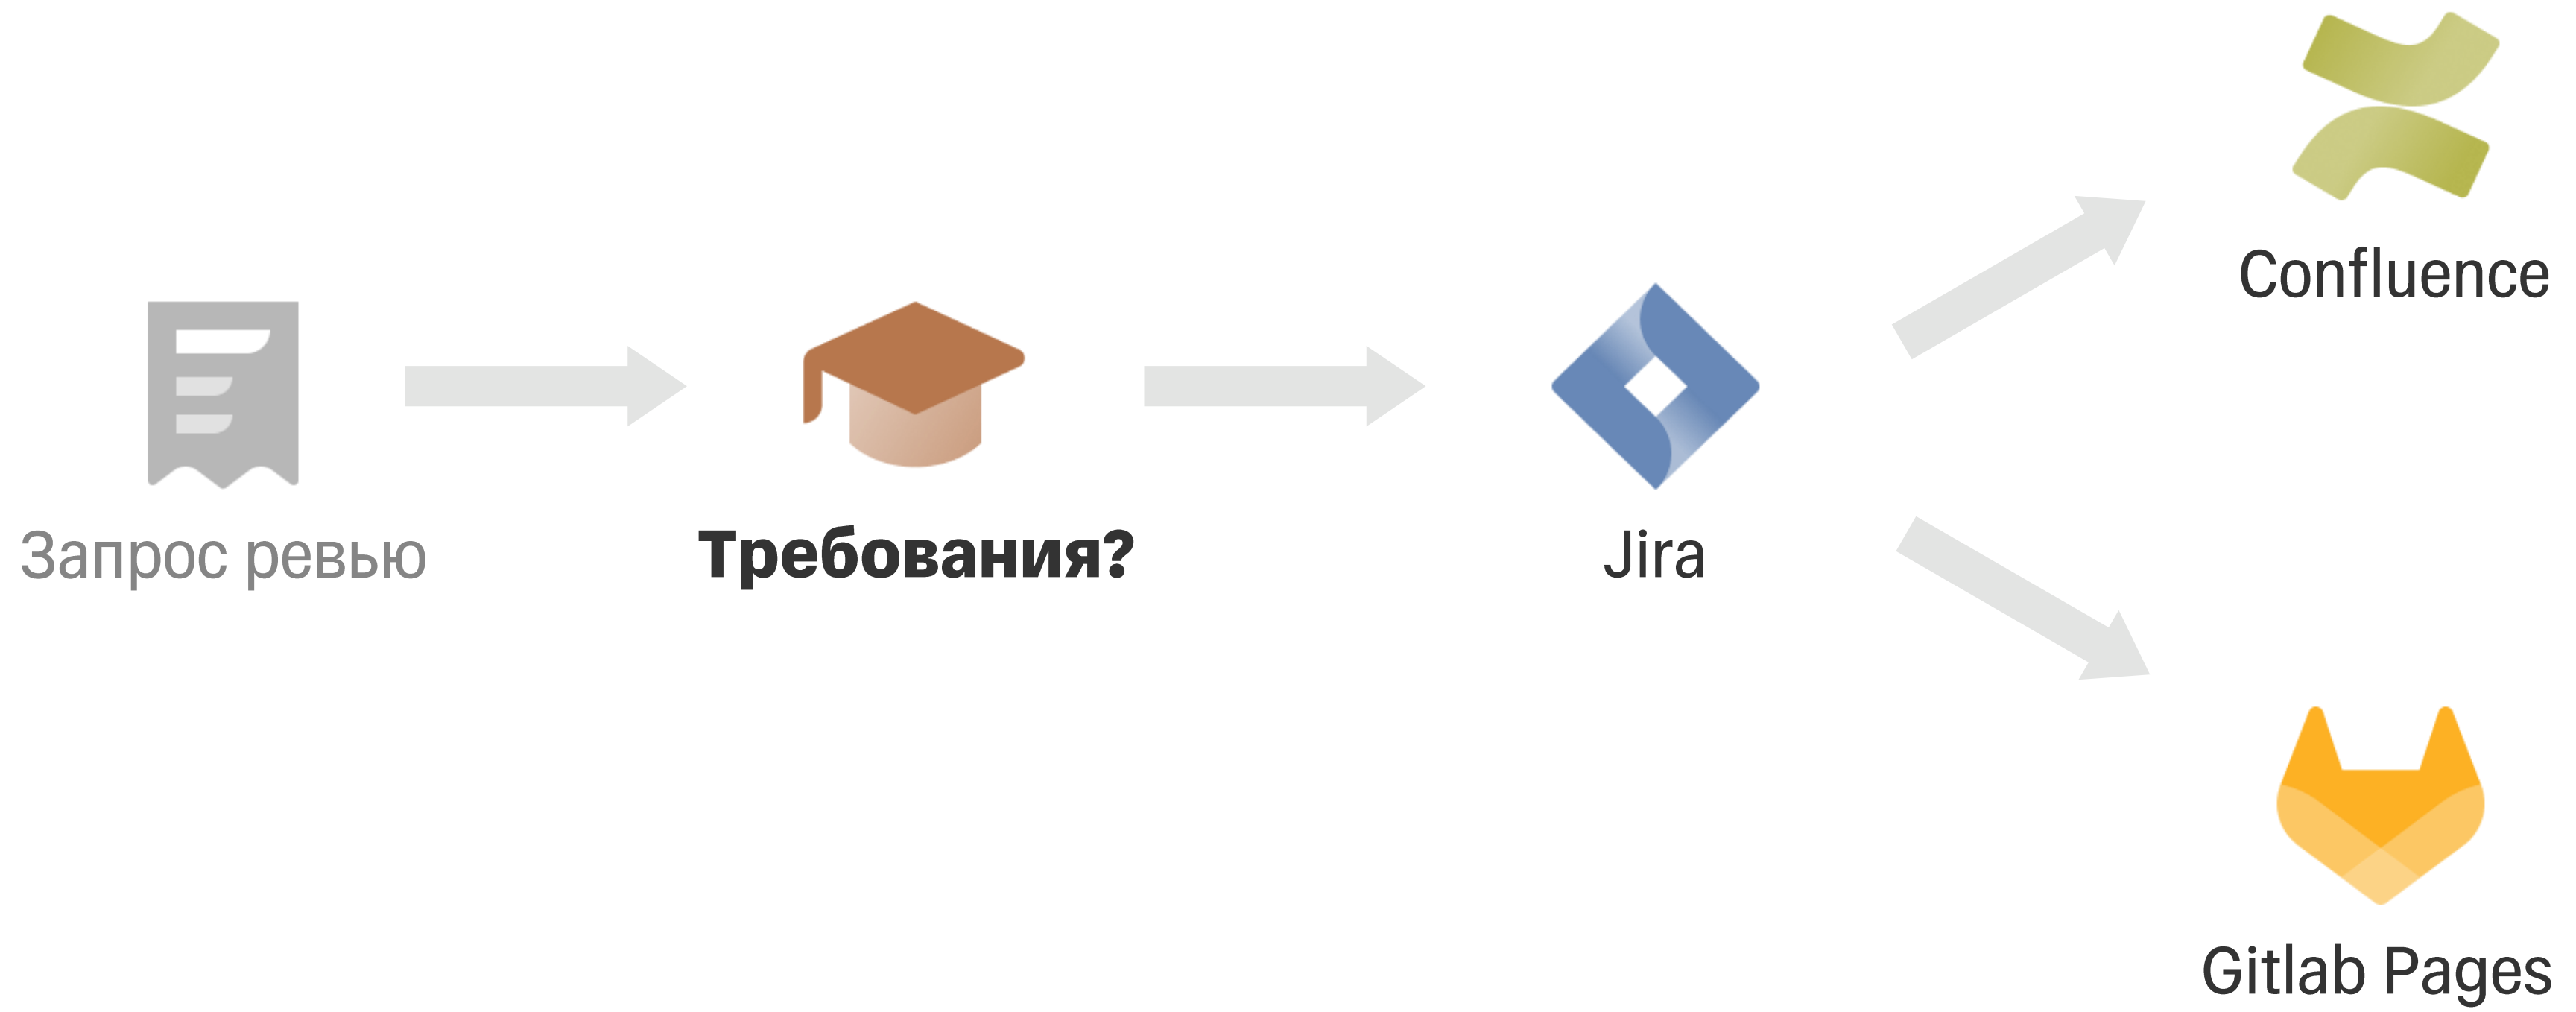 Confluence
Запрос ревью
Требования?
Jira
Gitlab Pages